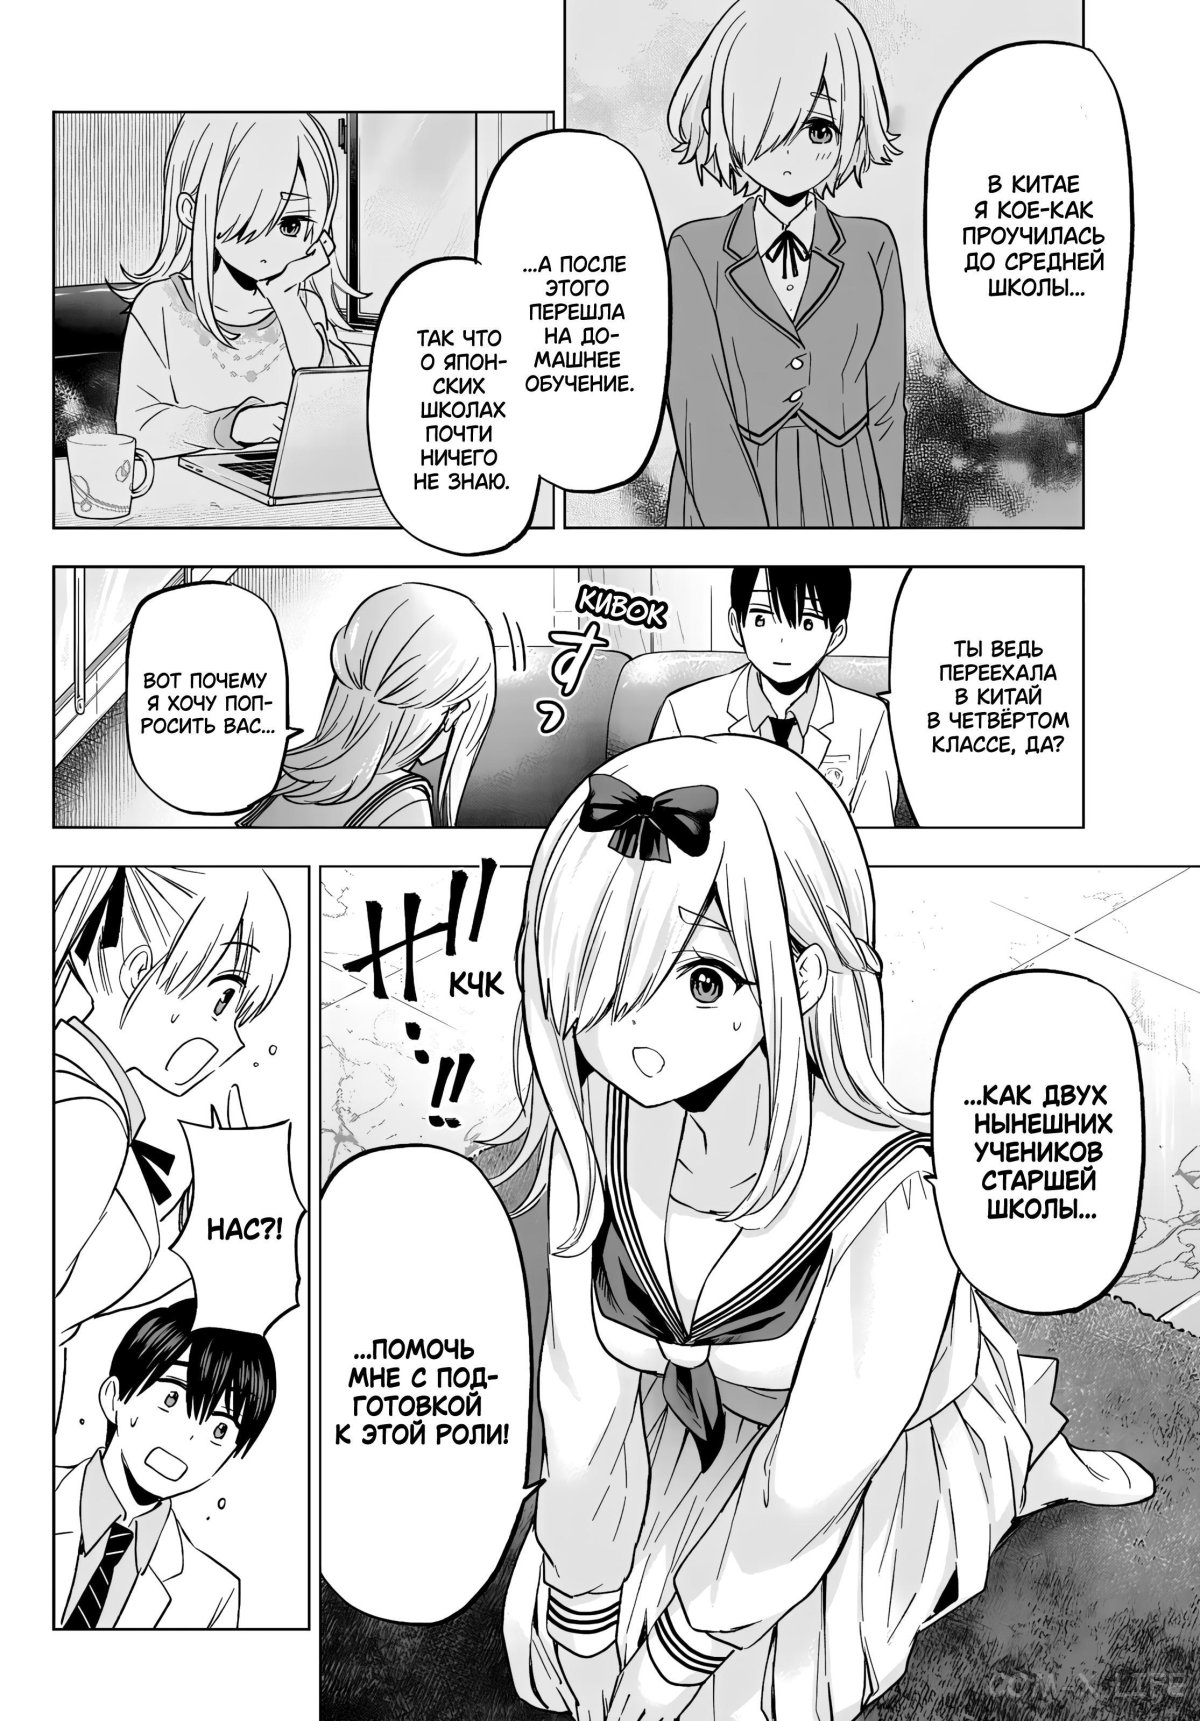 В КИТАЕ
Я КОЕ-КАК
ПРОУЧИЛАСЬ
ДО СРЕДНЕЙ
ШКОЛЫ...
...А ПОСЛЕ
ЭТОГО
ПЕРЕШЛА
НА ДО-
МАШНЕЕ
ОБУЧЕНИЕ.
ТАК ЧТО
О ЯПОН-
СКИХ
ШКОЛАХ
ПОЧТИ
НИЧЕГО
НЕ ЗНАЮ.
ТЫ ВЕДЬ
ПЕРЕЕХАЛА
В КИТАЙ
В ЧЕТВЁРТОМ
КЛАССЕ, ДА?
КИВОК
すっ
ВОТ ПОЧЕМУ
Я ХОЧУ ПОП-
РОСИТЬ ВАС...
...КАК ДВУХ
НЫНЕШНИХ
УЧЕНИКОВ
СТАРШЕЙ
ШКОЛЫ...
КЧК
...ПОМОЧЬ
МНЕ С ПОД-
ГОТОВКОЙ
К ЭТОЙ РОЛИ!
НАС?!